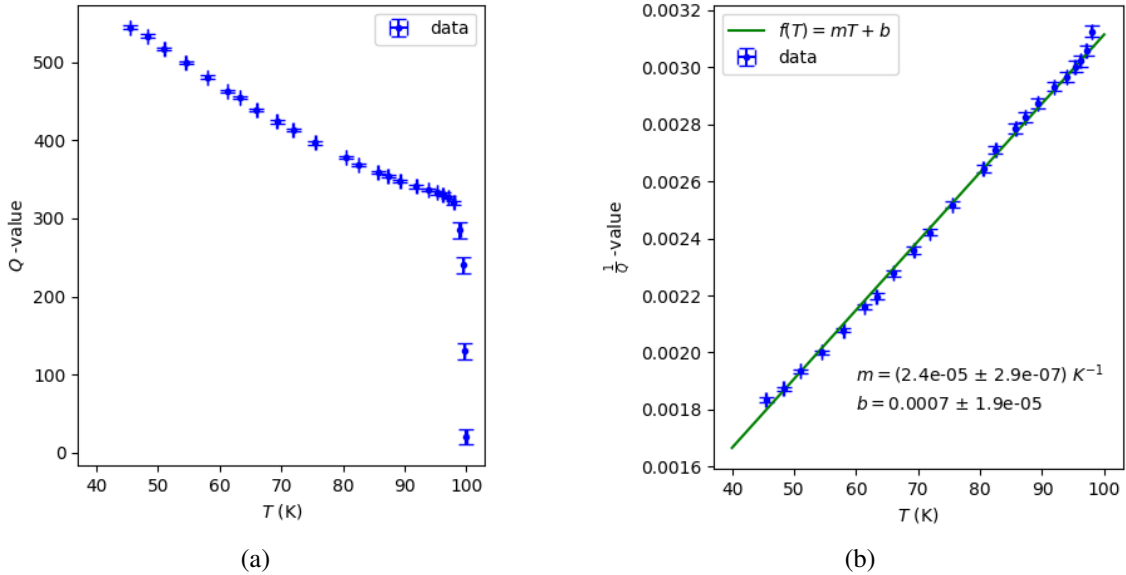 data
500
400
300
200
100
0
Q -value
40 50 60 70 80 90 100
T (K)
(a)
f(T) = mT + b
data
0.0032
0.0030
0.0028
0.0026
0.0024
0.0022
0.0020
0.0018
0.0016
1/Q -value
m = (2.4e-05 ± 2.9e-07) K⁻¹
b = 0.0007 ± 1.9e-05
40 50 60 70 80 90 100
T (K)
(b)